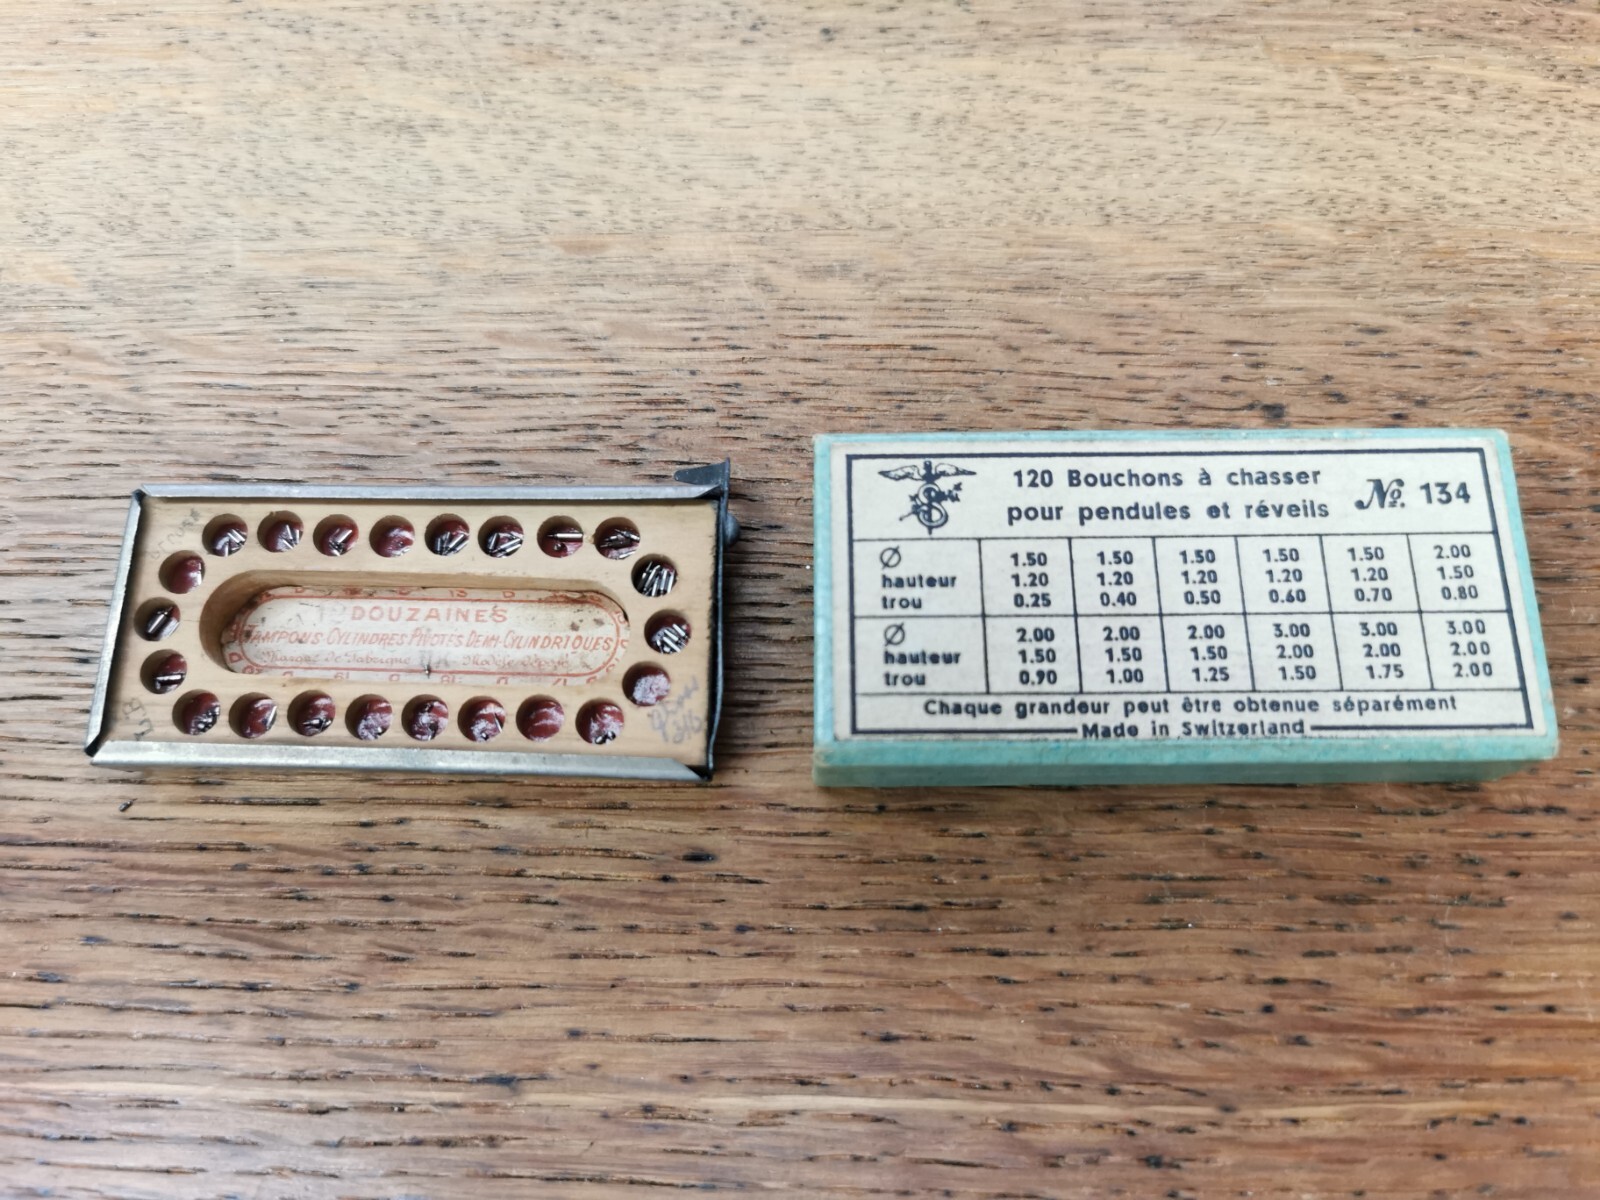 DOUZAINES
TAMPONS CYLINDRES PIVOTÉS DEMI-CYLINDRIQUES
Marque de Fabrique Modèle déposé
120 Bouchons à chasser
pour pendules et réveils
No. 134
Ø 1.50 1.50 1.50 1.50 1.50 2.00
hauteur 1.20 1.20 1.20 1.20 1.20 1.50
trou 0.25 0.40 0.50 0.60 0.70 0.80
Ø 2.00 2.00 2.00 3.00 3.00 3.00
hauteur 1.50 1.50 1.50 2.00 2.00 2.00
trou 0.90 1.00 1.25 1.50 1.75 2.00
Chaque grandeur peut être obtenue séparément
Made in Switzerland